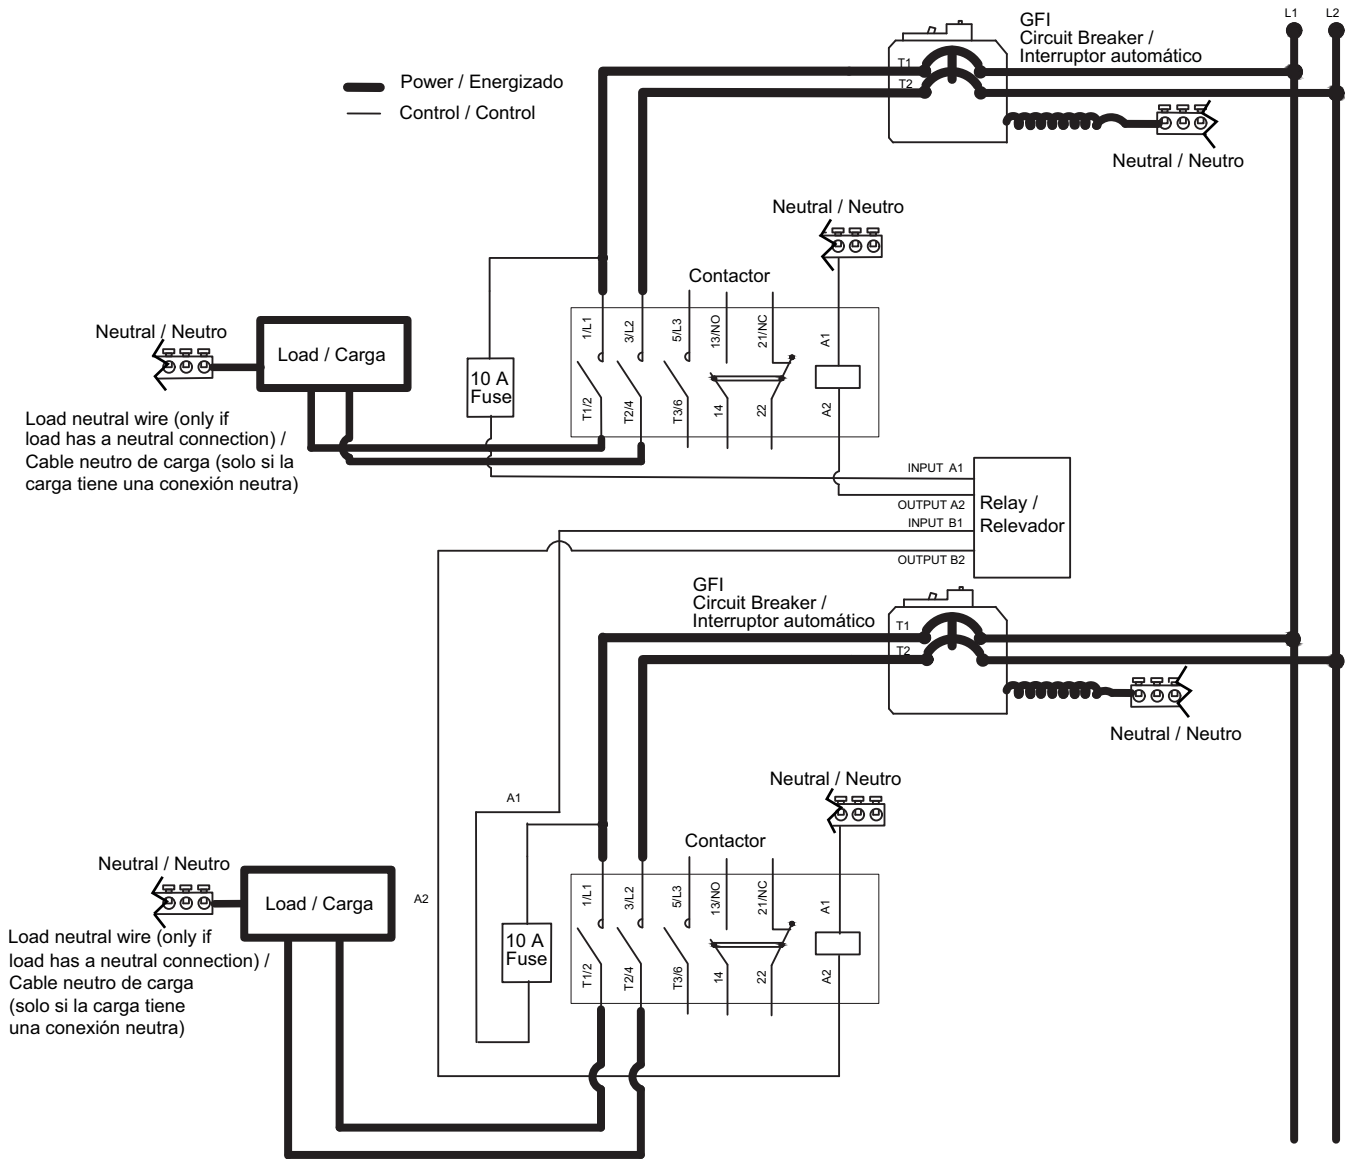 L1
L2
GFI
Circuit Breaker /
Interruptor automático
T1
T2
Power / Energizado
Control / Control
Neutral / Neutro
Neutral / Neutro
Contactor
1/L1
3/L2
5/L3
13/NO
21/NC
A1
Neutral / Neutro
Load / Carga
10 A
Fuse
T1/2
T2/4
T3/6
14
22
A2
Load neutral wire (only if
load has a neutral connection) /
Cable neutro de carga (solo si la
carga tiene una conexión neutra)
INPUT A1
OUTPUT A2
INPUT B1
OUTPUT B2
Relay /
Relevador
GFI
Circuit Breaker /
Interruptor automático
T1
T2
Neutral / Neutro
Neutral / Neutro
A1
Contactor
1/L1
3/L2
5/L3
13/NO
21/NC
A1
Neutral / Neutro
Load / Carga
A2
10 A
Fuse
T1/2
T2/4
T3/6
14
22
A2
Load neutral wire (only if
load has a neutral connection) /
Cable neutro de carga
(solo si la carga tiene
una conexión neutra)